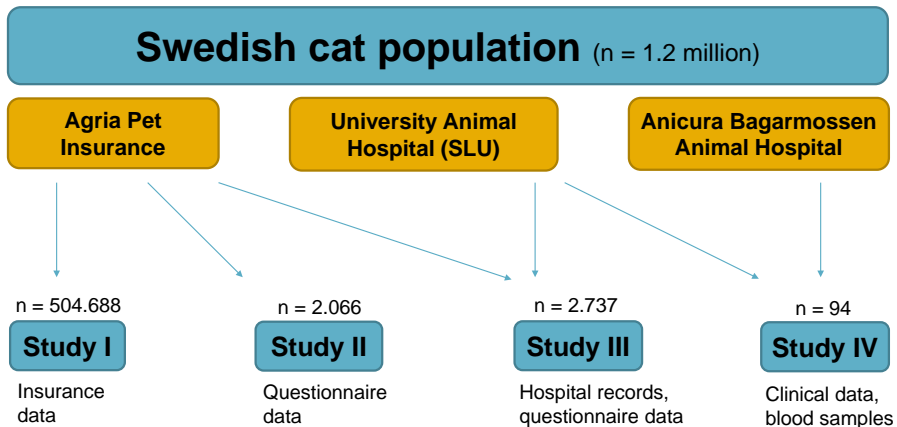 Swedish cat population (n = 1.2 million)
Agria Pet
Insurance
University Animal
Hospital (SLU)
Anicura Bagarmossen
Animal Hospital
n = 504.688
Study I
Insurance
data
n = 2.066
Study II
Questionnaire
data
n = 2.737
Study III
Hospital records,
questionnaire data
n = 94
Study IV
Clinical data,
blood samples